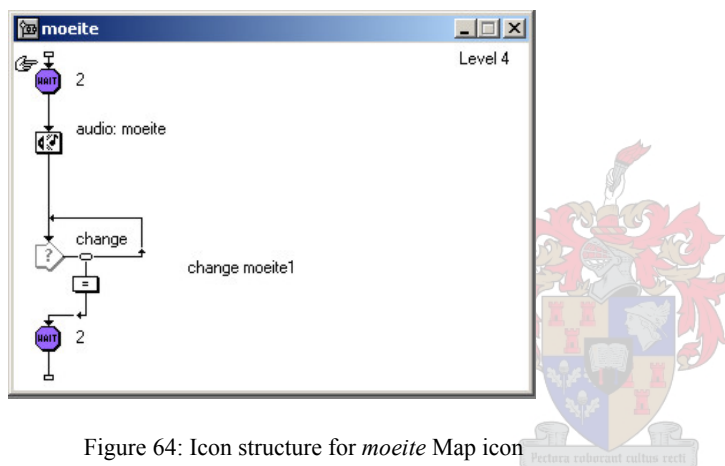 moeite
Level 4
WAIT 2
audio: moeite
change
?
change moeite1
=
WAIT 2
Figure 64: Icon structure for moeite Map icon
Pectura roborant cultus recti